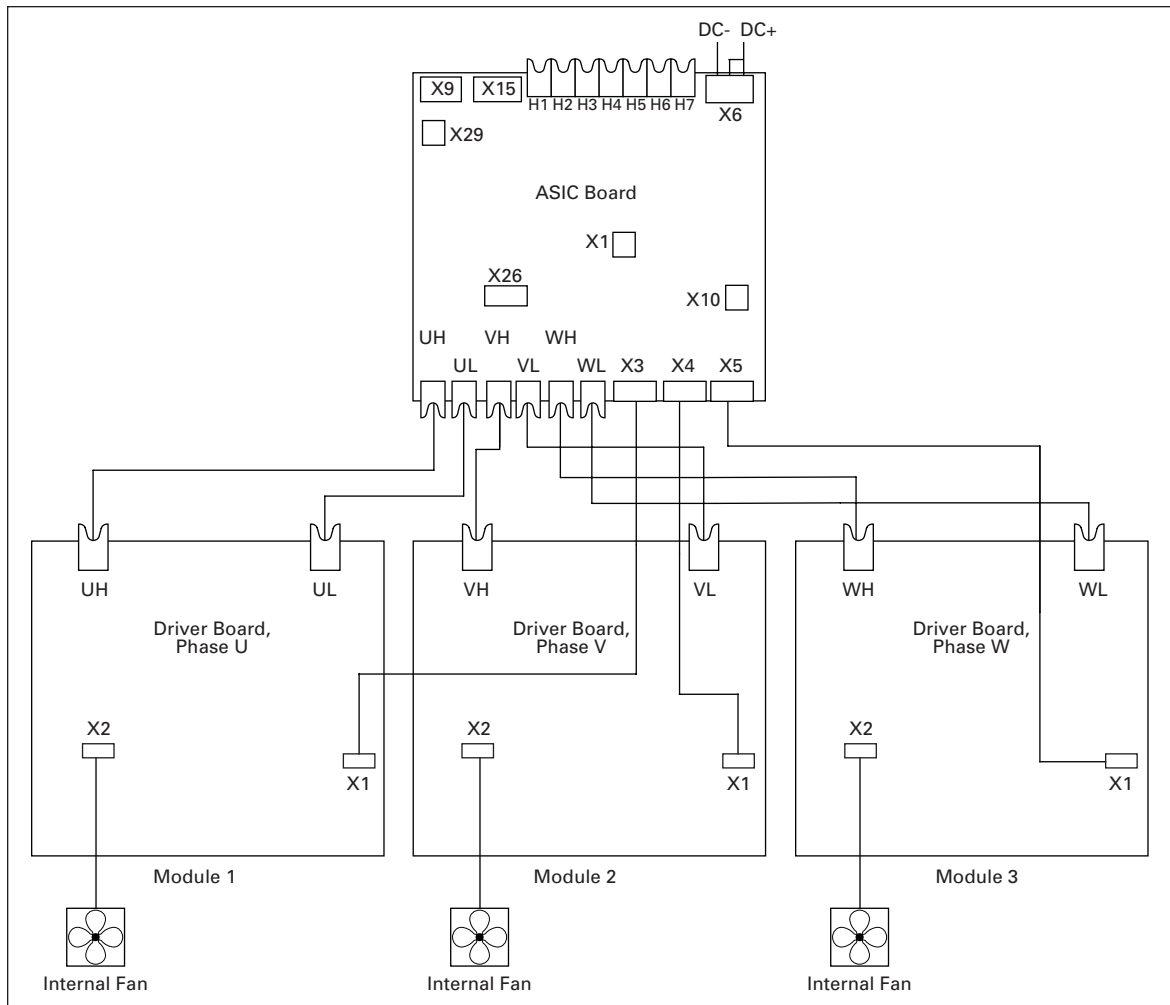 DC- DC+
X9 X15
H1 H2 H3 H4 H5 H6 H7
X6
X29
ASIC Board
X1
X26
X10
UH VH WH
UL VL WL X3 X4 X5
UH UL VH VL WH WL
Driver Board,
Phase U
Driver Board,
Phase V
Driver Board,
Phase W
X2 X2 X2
X1 X1 X1
Module 1 Module 2 Module 3
Internal Fan Internal Fan Internal Fan